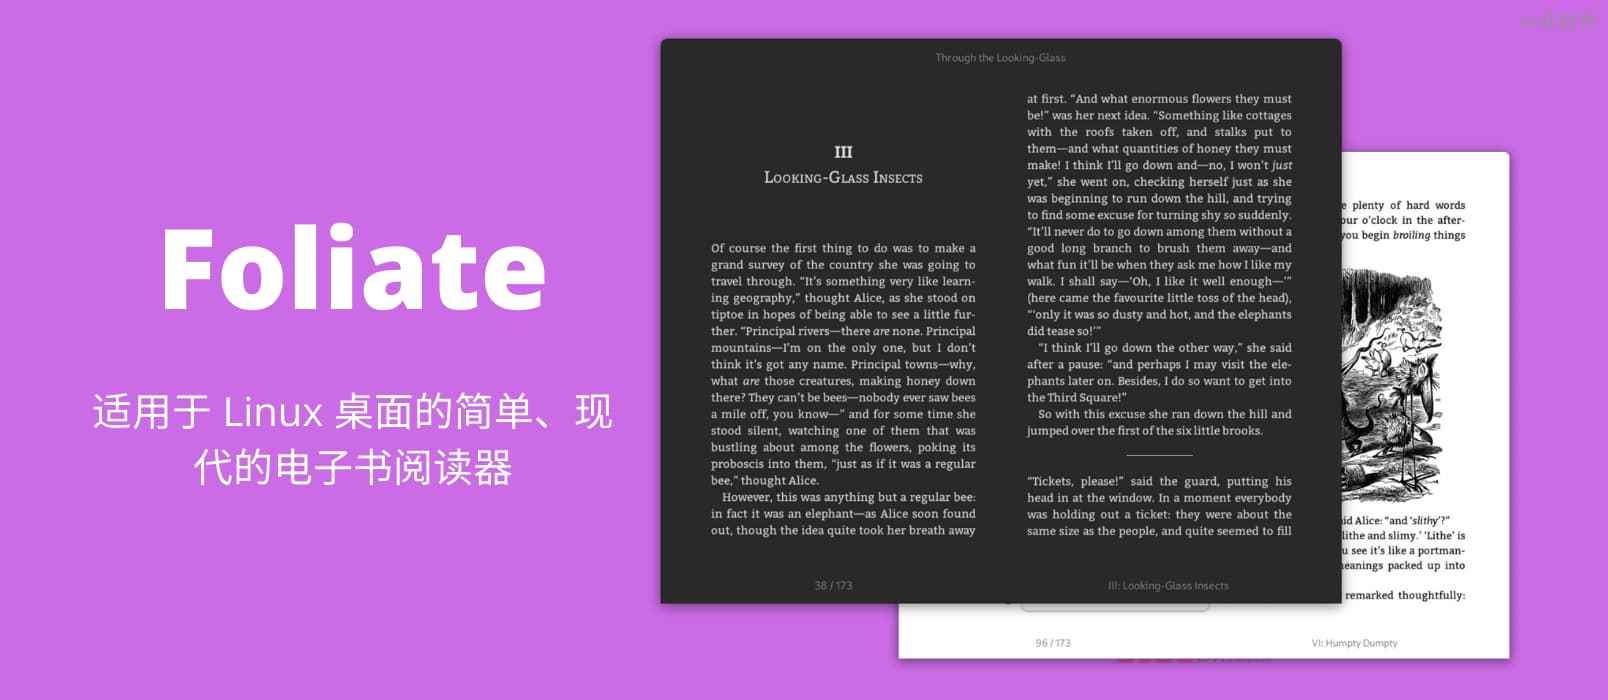 Foliate
适用于 Linux 桌面的简单、现
代的电子书阅读器
Through the Looking-Glass
III
Looking-Glass Insects
Of course the first thing to do was to make a
grand survey of the country she was going to
travel through. “It’s something very like learn-
ing geography,” thought Alice, as she stood on
tiptoe in hopes of being able to see a little fur-
ther. “Principal rivers—there are none. Principal
mountains—I’m on the only one, but I don’t
think it’s got any name. Principal towns—why,
what are those creatures, making honey down
there? They can’t be bees—nobody ever saw bees
a mile off, you know—” and for some time she
stood silent, watching one of them that was
bustling about among the flowers, poking its
proboscis into them, “just as if it was a regular
bee,” thought Alice.
However, this was anything but a regular bee:
in fact it was an elephant—as Alice soon found
out, though the idea quite took her breath away
38 / 173
at first. “And what enormous flowers they must
be!” was her next idea. “Something like cottages
with the roofs taken off, and stalks put to
them—and what quantities of honey they must
make! I think I’ll go down and—no, I won’t just
yet,” she went on, checking herself just as she
was beginning to run down the hill, and trying
to find some excuse for turning shy so suddenly.
“It’ll never do to go down among them without a
good long branch to brush them away—and
what fun it’ll be when they ask me how I like my
walk. I shall say—‘Oh, I like it well enough—’”
(here came the favourite little toss of the head),
“‘only it was so dusty and hot, and the elephants
did tease so!’”
“I think I’ll go down the other way,” she said
after a pause: “and perhaps I may visit the ele-
phants later on. Besides, I do so want to get into
the Third Square!”
So with this excuse she ran down the hill and
jumped over the first of the six little brooks.
“Tickets, please!” said the guard, putting his
head in at the window. In a moment everybody
was holding out a ticket: they were about the
same size as the people, and quite seemed to fill
III: Looking-Glass Insects
plenty of hard words
our o’clock in the after-
you begin broiling things
id Alice: “and ‘slithy’?”
lithe and slimy.’ ‘Lithe’ is
u see it’s like a portman-
eanings packed up into
remarked thoughtfully:
96 / 173
VI: Humpty Dumpty